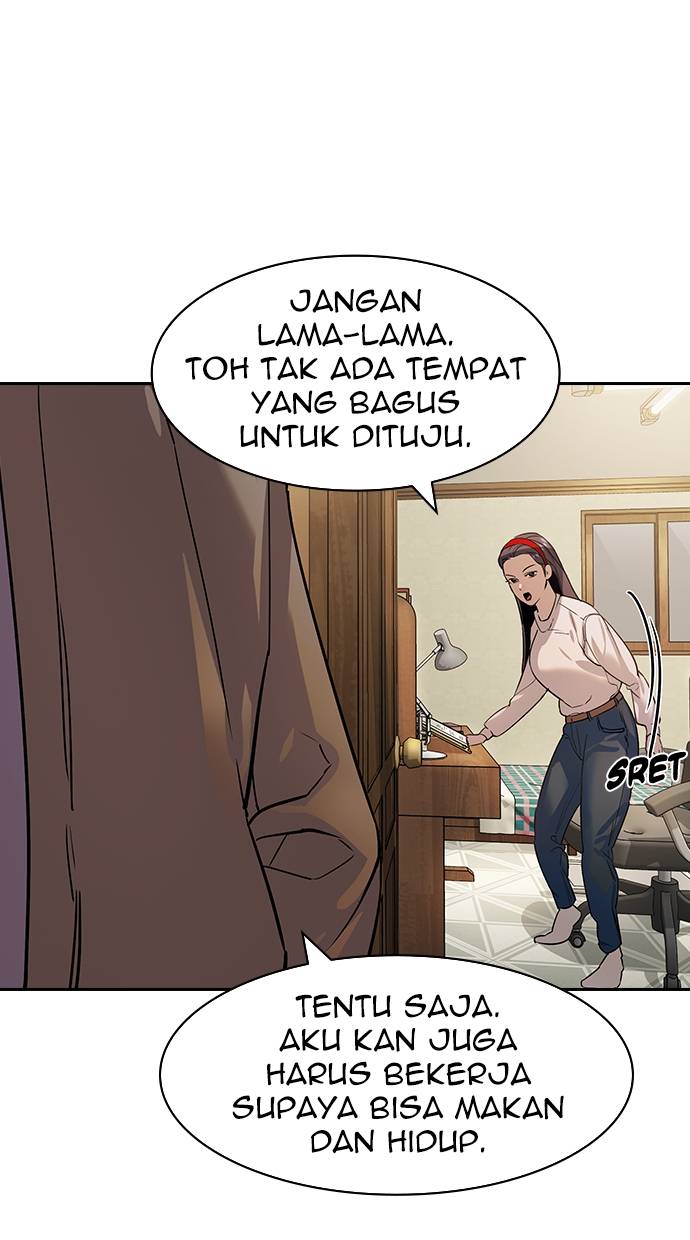 JANGAN
LAMA-LAMA.
TOH TAK ADA TEMPAT
YANG BAGUS
UNTUK DITUJU.
SRET
TENTU SAJA.
AKU KAN JUGA
HARUS BEKERJA
SUPAYA BISA MAKAN
DAN HIDUP.